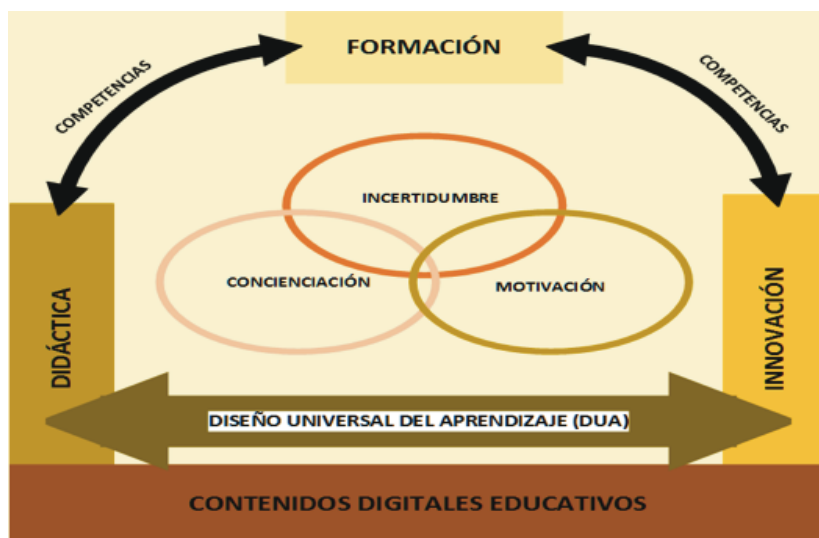 FORMACIÓN
COMPETENCIAS
COMPETENCIAS
INCERTIDUMBRE
CONCIENCIACIÓN
MOTIVACIÓN
DIDÁCTICA
INNOVACIÓN
DISEÑO UNIVERSAL DEL APRENDIZAJE (DUA)
CONTENIDOS DIGITALES EDUCATIVOS